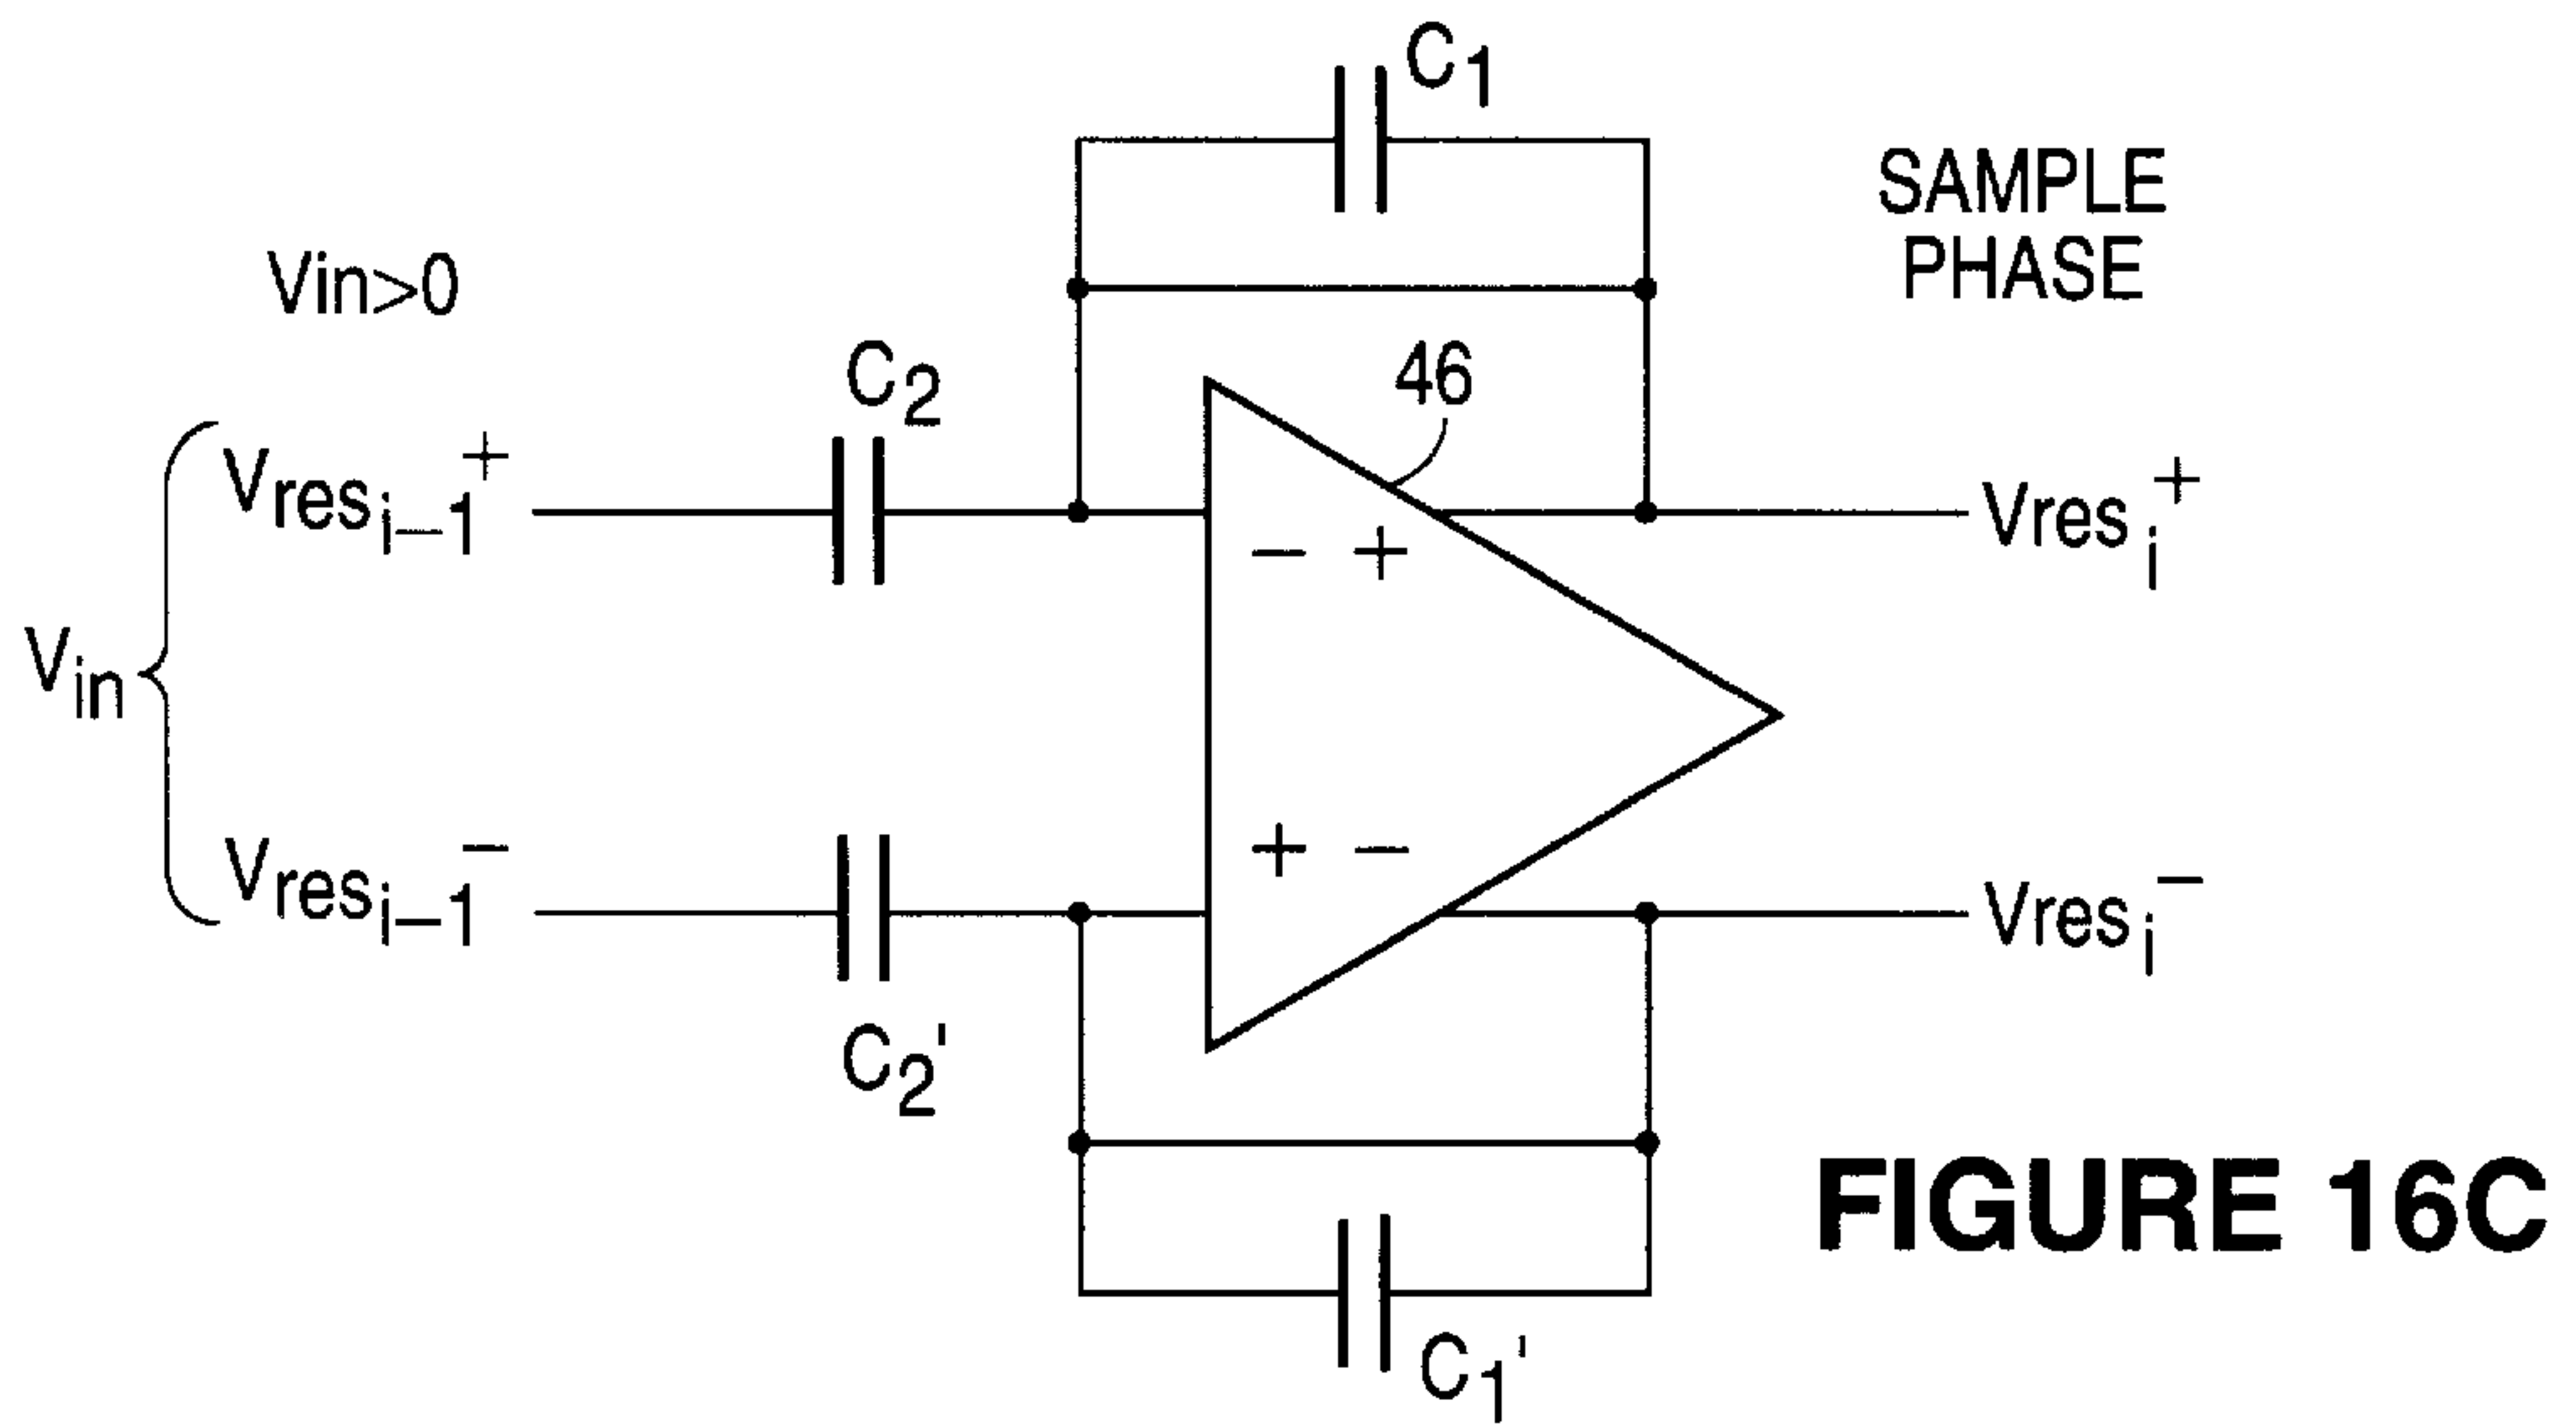 C1
SAMPLE
PHASE
Vin>0
C2
46
Vresi–1+
– +
Vresi+
Vin
Vresi–1–
+ –
Vresi–
C2'
FIGURE 16C
C1'